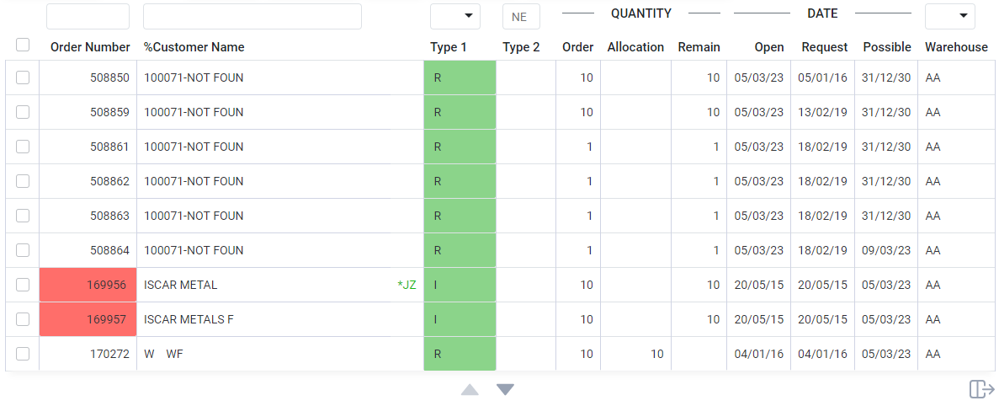 NE QUANTITY DATE
Order Number %Customer Name Type 1 Type 2 Order Allocation Remain Open Request Possible Warehouse
508850 100071-NOT FOUN R 10 10 05/03/23 05/01/16 31/12/30 AA
508859 100071-NOT FOUN R 10 10 05/03/23 13/02/19 31/12/30 AA
508861 100071-NOT FOUN R 1 1 05/03/23 18/02/19 31/12/30 AA
508862 100071-NOT FOUN R 1 1 05/03/23 18/02/19 31/12/30 AA
508863 100071-NOT FOUN R 1 1 05/03/23 18/02/19 31/12/30 AA
508864 100071-NOT FOUN R 1 1 05/03/23 18/02/19 09/03/23 AA
169956 ISCAR METAL *JZ I 10 10 20/05/15 20/05/15 05/03/23 AA
169957 ISCAR METALS F I 10 10 20/05/15 20/05/15 05/03/23 AA
170272 W WF R 10 10 04/01/16 04/01/16 05/03/23 AA